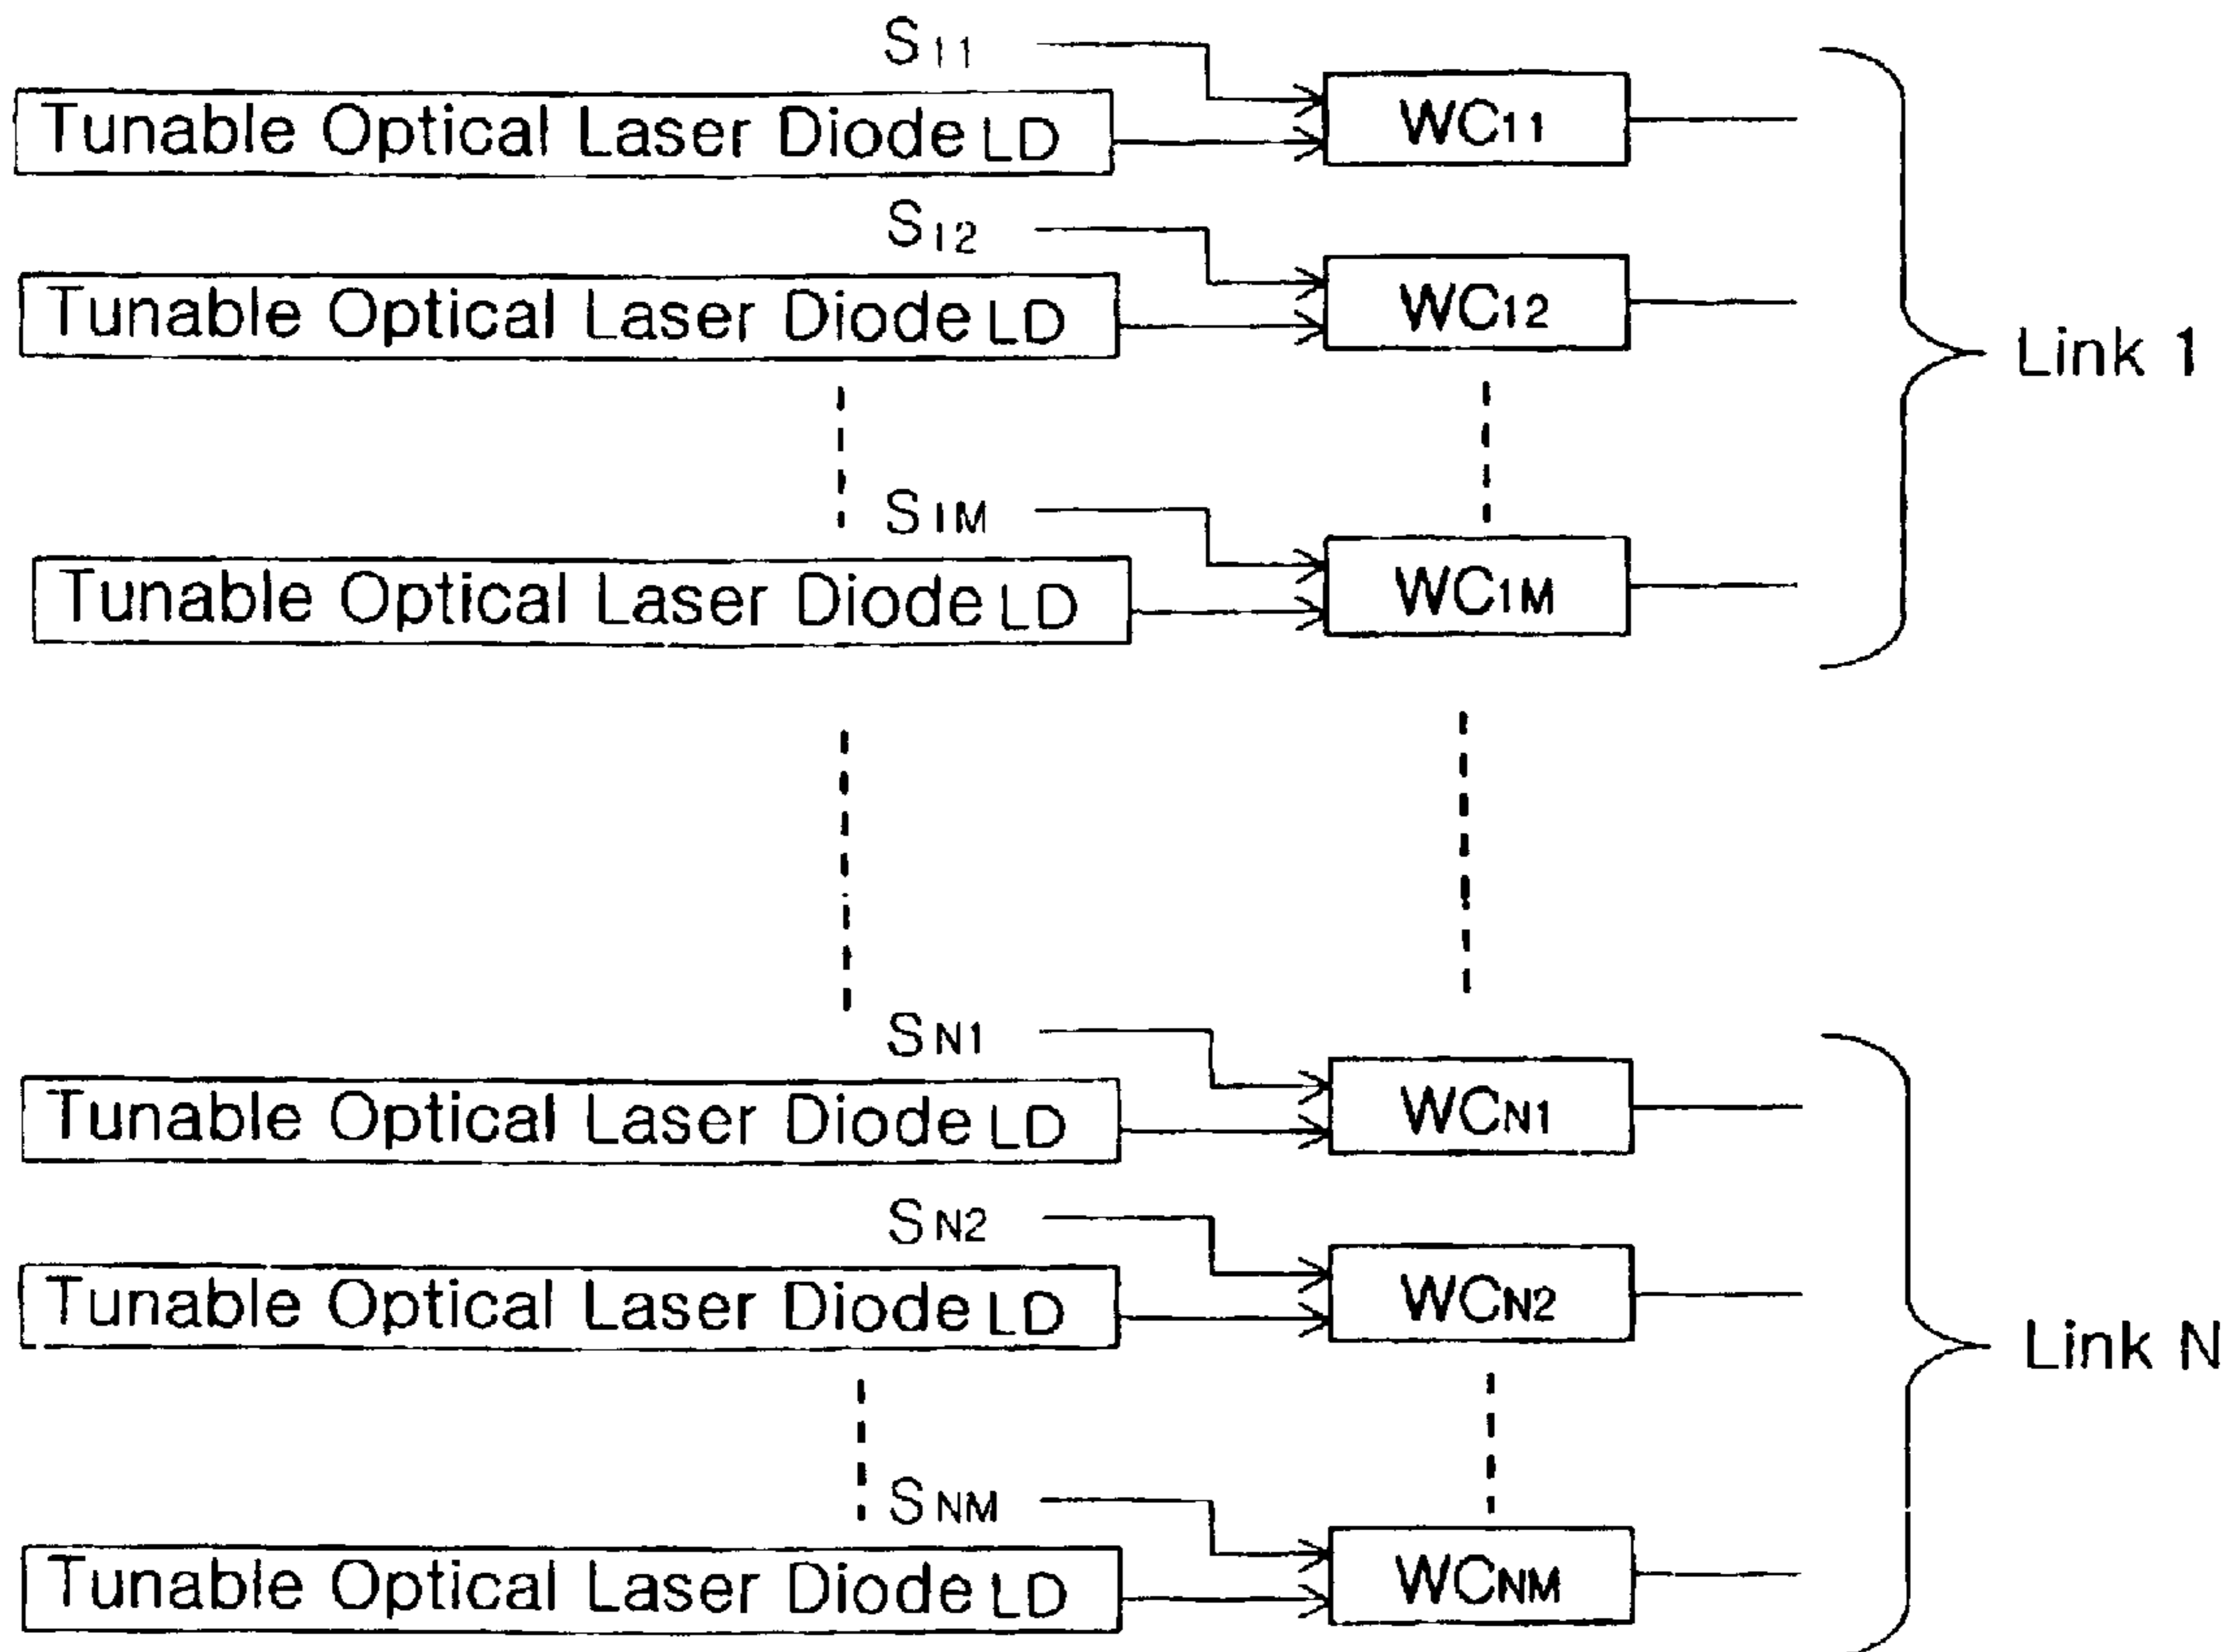 S11
Tunable Optical Laser Diode LD
WC11
S12
Tunable Optical Laser Diode LD
WC12
Link 1
S1M
Tunable Optical Laser Diode LD
WC1M
SN1
Tunable Optical Laser Diode LD
WCN1
SN2
Tunable Optical Laser Diode LD
WCN2
Link N
SNM
Tunable Optical Laser Diode LD
WCNM